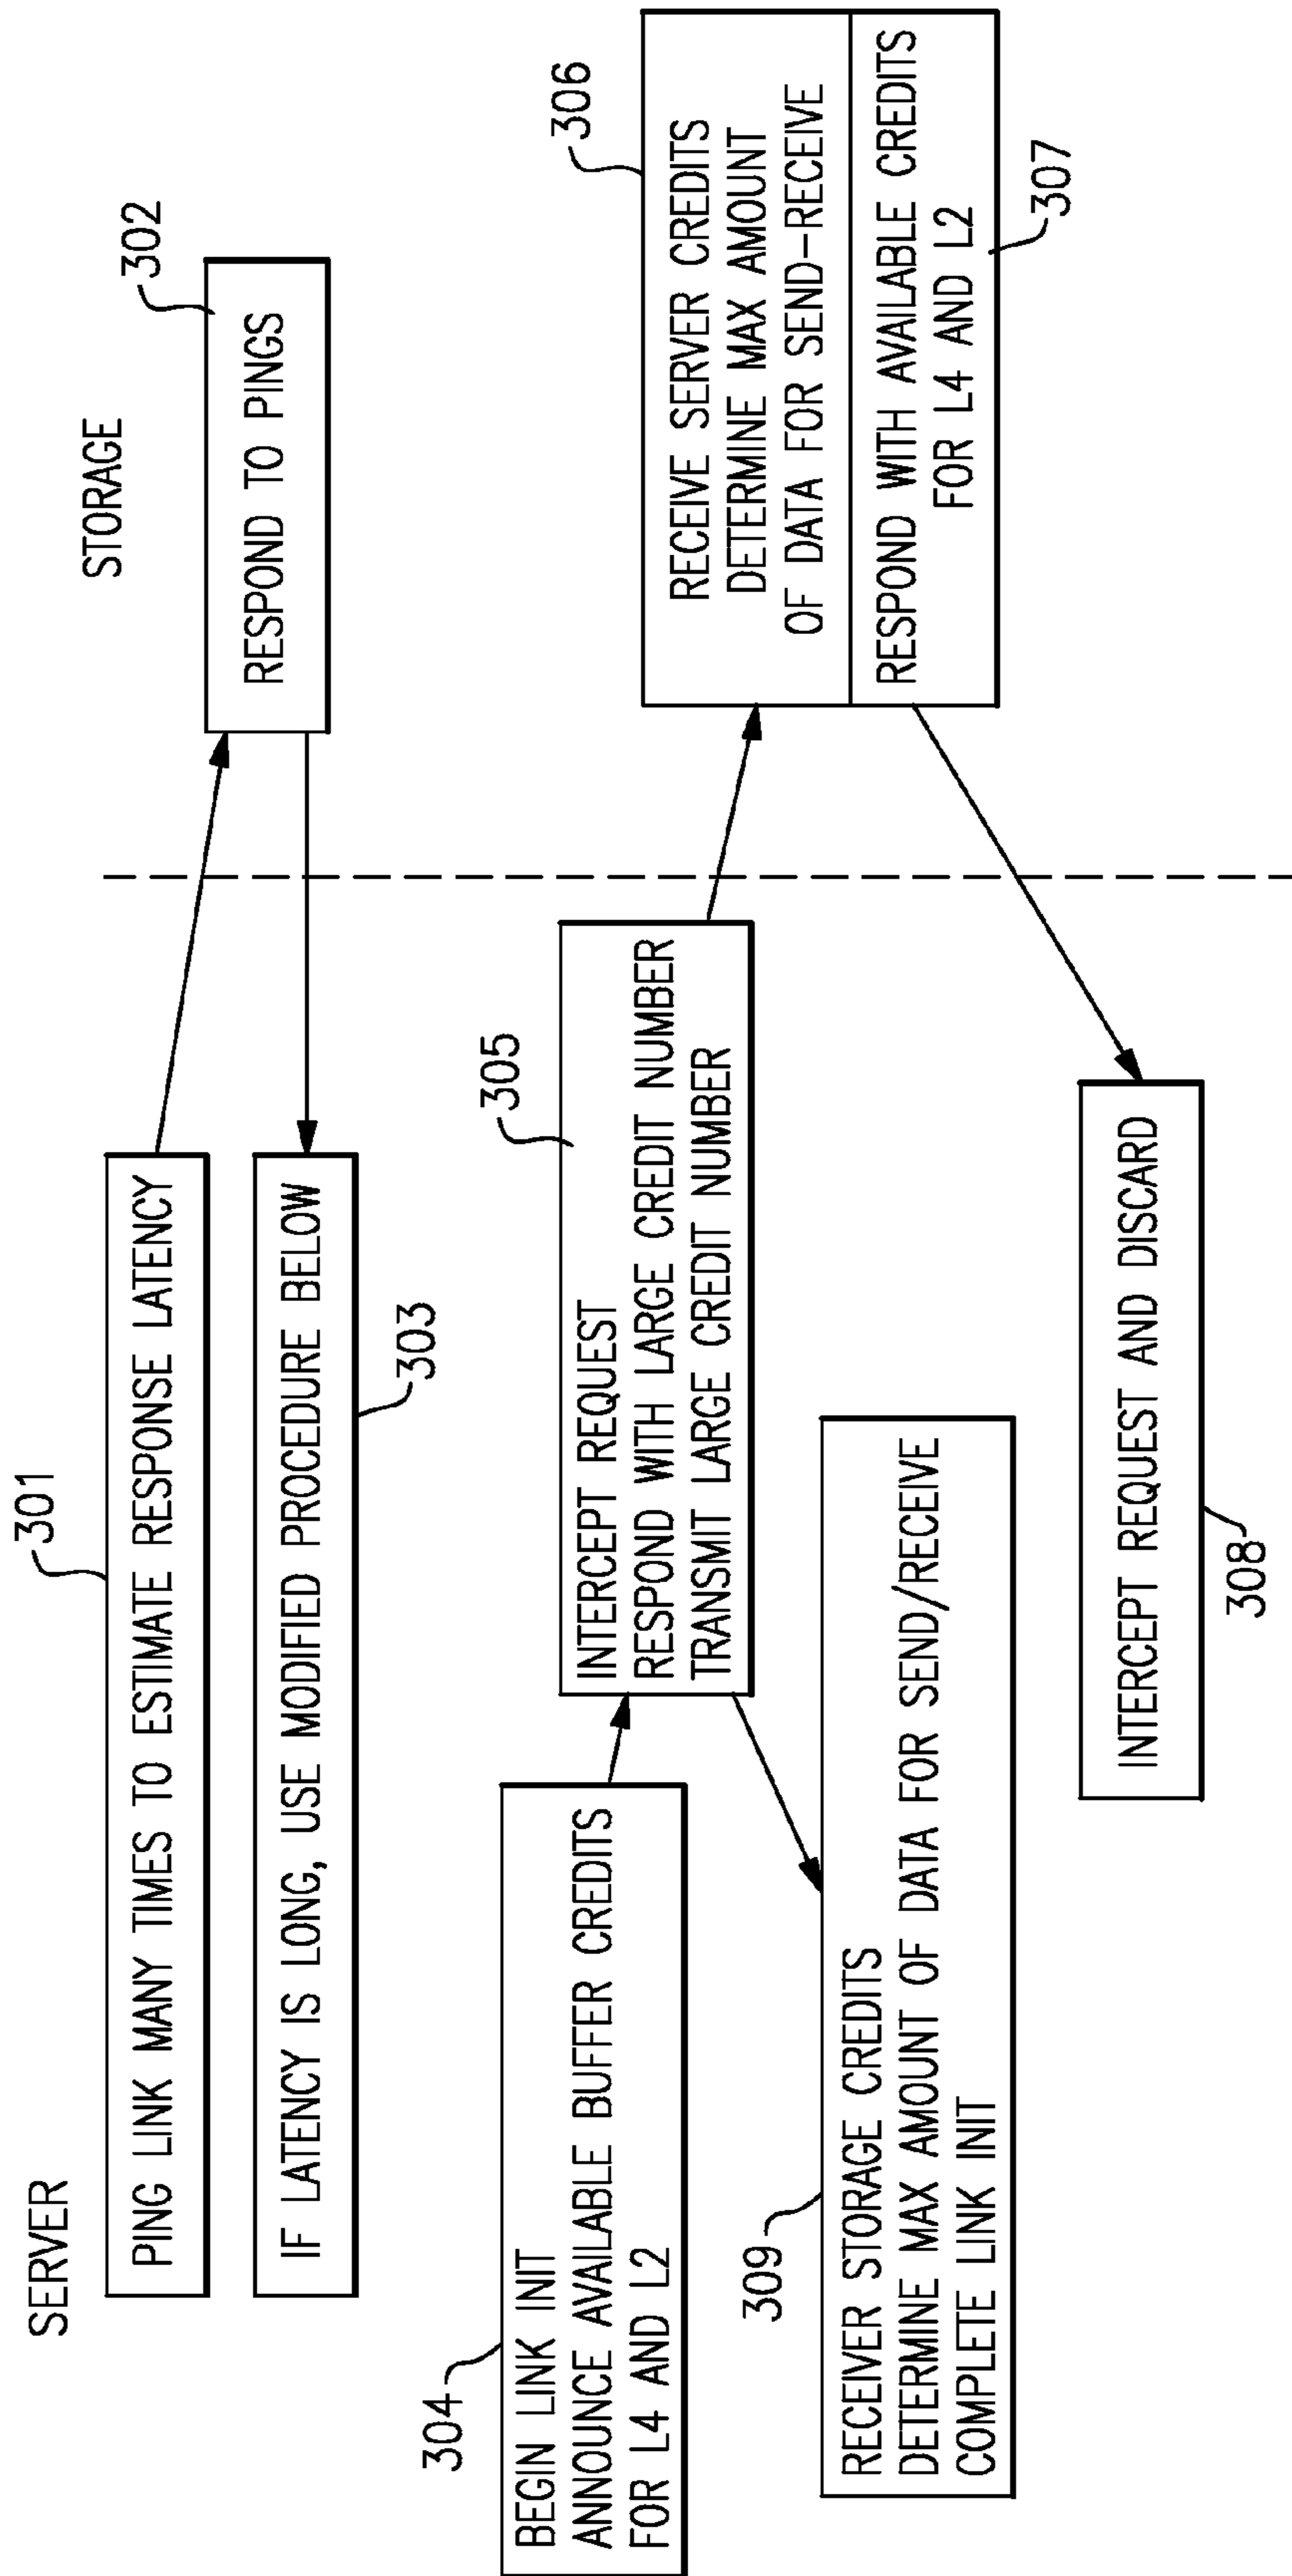 SERVER
STORAGE
301
PING LINK MANY TIMES TO ESTIMATE RESPONSE LATENCY
302
RESPOND TO PINGS
IF LATENCY IS LONG, USE MODIFIED PROCEDURE BELOW
303
304
BEGIN LINK INIT
ANNOUNCE AVAILABLE BUFFER CREDITS
FOR L4 AND L2
305
INTERCEPT REQUEST
RESPOND WITH LARGE CREDIT NUMBER
TRANSMIT LARGE CREDIT NUMBER
306
RECEIVE SERVER CREDITS
DETERMINE MAX AMOUNT
OF DATA FOR SEND-RECEIVE
RESPOND WITH AVAILABLE CREDITS
FOR L4 AND L2
307
309
RECEIVER STORAGE CREDITS
DETERMINE MAX AMOUNT OF DATA FOR SEND/RECEIVE
COMPLETE LINK INIT
INTERCEPT REQUEST AND DISCARD
308